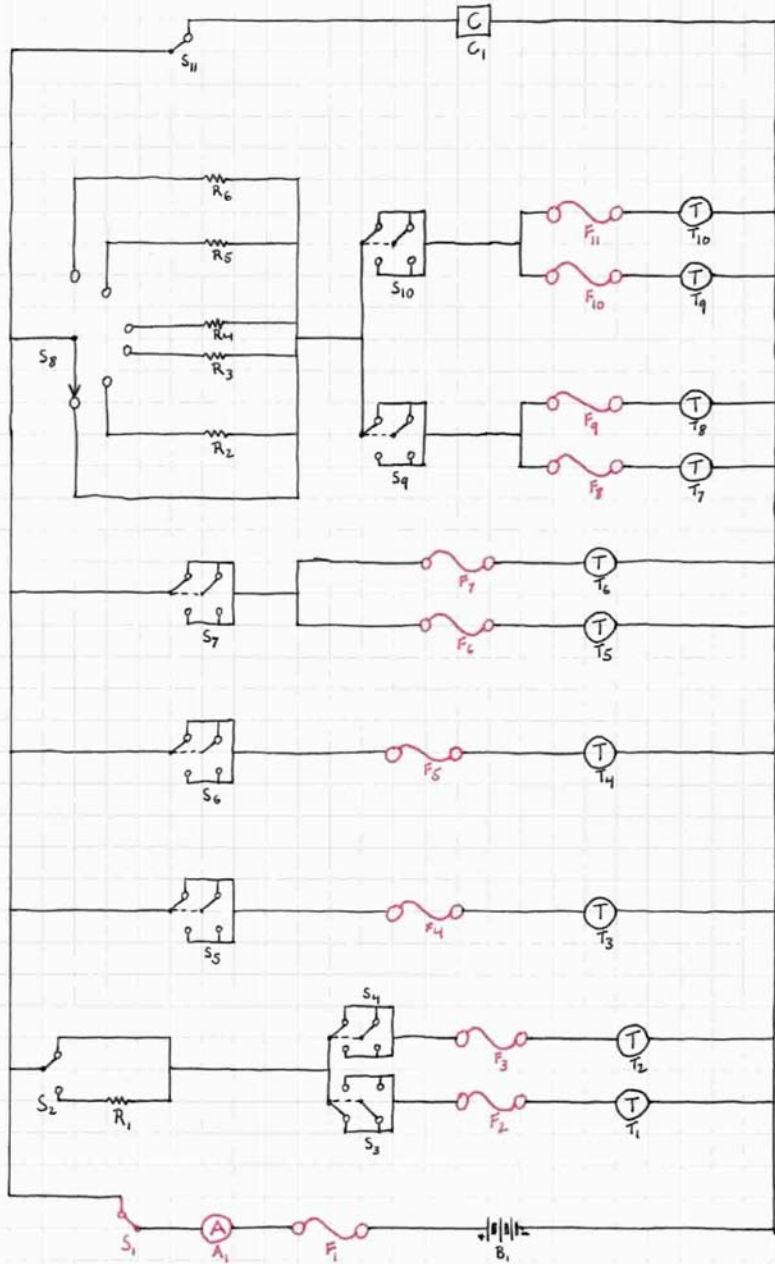 C
C₁
S₁₁
R₆
R₅
R₄
R₃
R₂
S₈
S₁₀
F₁₁
T
T₁₀
F₁₀
T
T₉
S₉
F₉
T
T₈
F₈
T
T₇
S₇
F₇
T
T₆
F₆
T
T₅
S₆
F₅
T
T₄
S₅
F₄
T
T₃
S₄
F₃
T
T₂
S₂
R₁
S₃
F₂
T
T₁
S₁
A
A₁
F₁
+
-
B₁